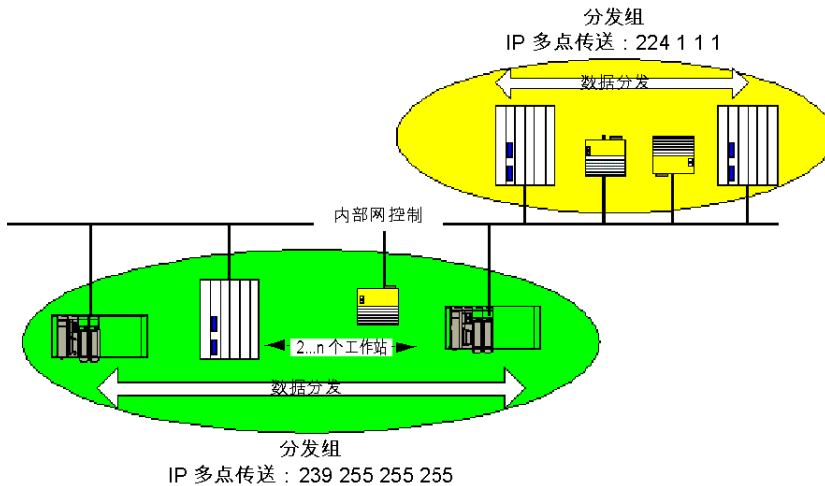 分发组
IP 多点传送：224 1 1 1
数据分发
内部网控制
2...n 个工作站
数据分发
分发组
IP 多点传送：239 255 255 255